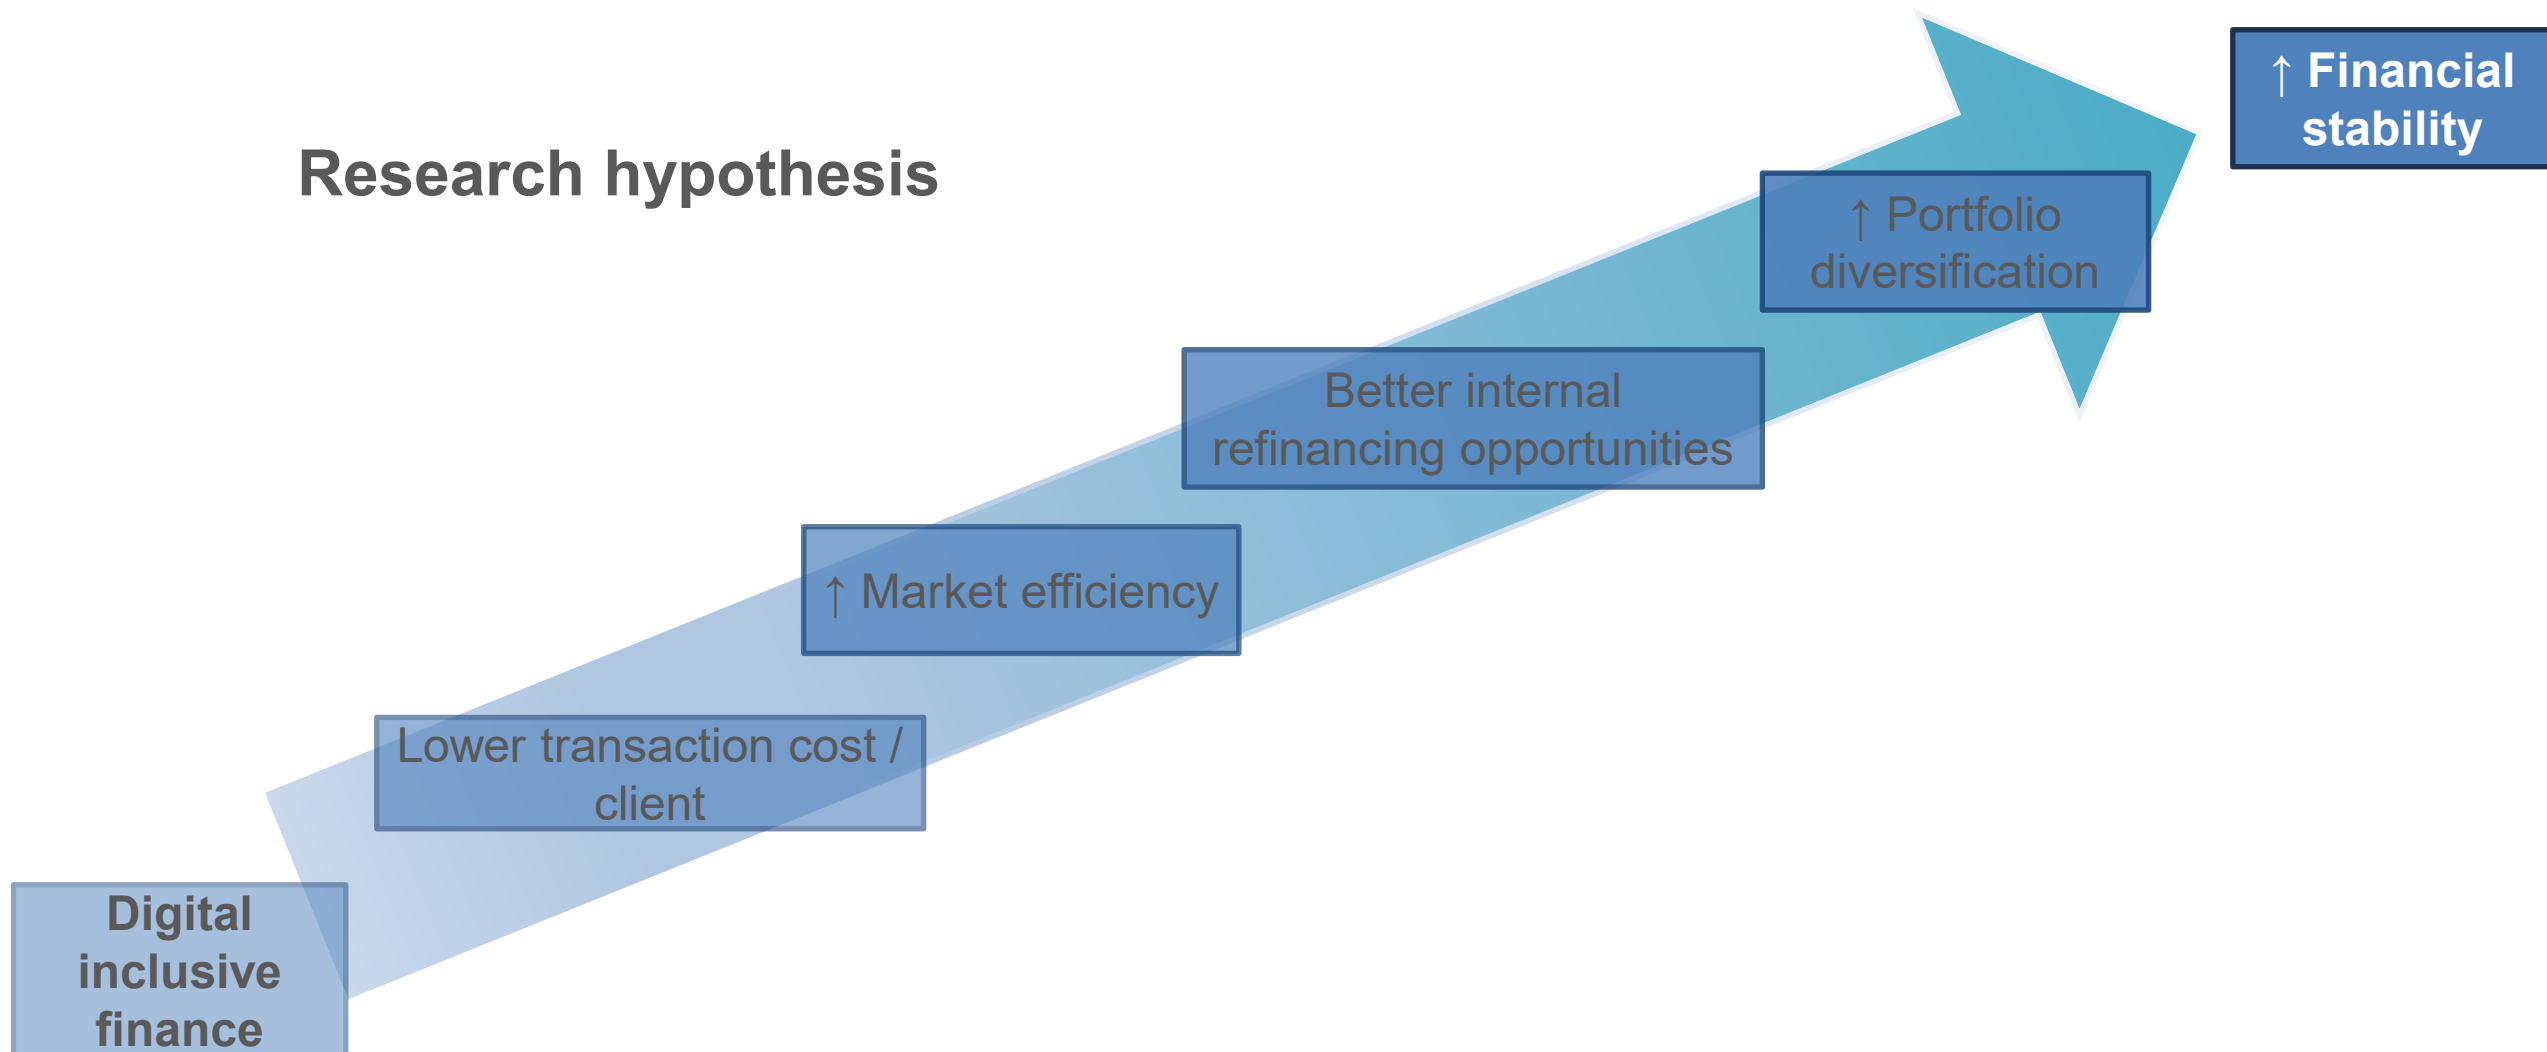 Research hypothesis
↑ Financial
stability
↑ Portfolio
diversification
Better internal
refinancing opportunities
↑ Market efficiency
Lower transaction cost /
client
Digital
inclusive
finance